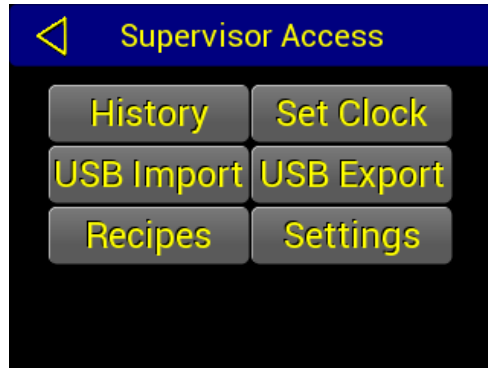 Supervisor Access
History Set Clock
USB Import USB Export
Recipes Settings